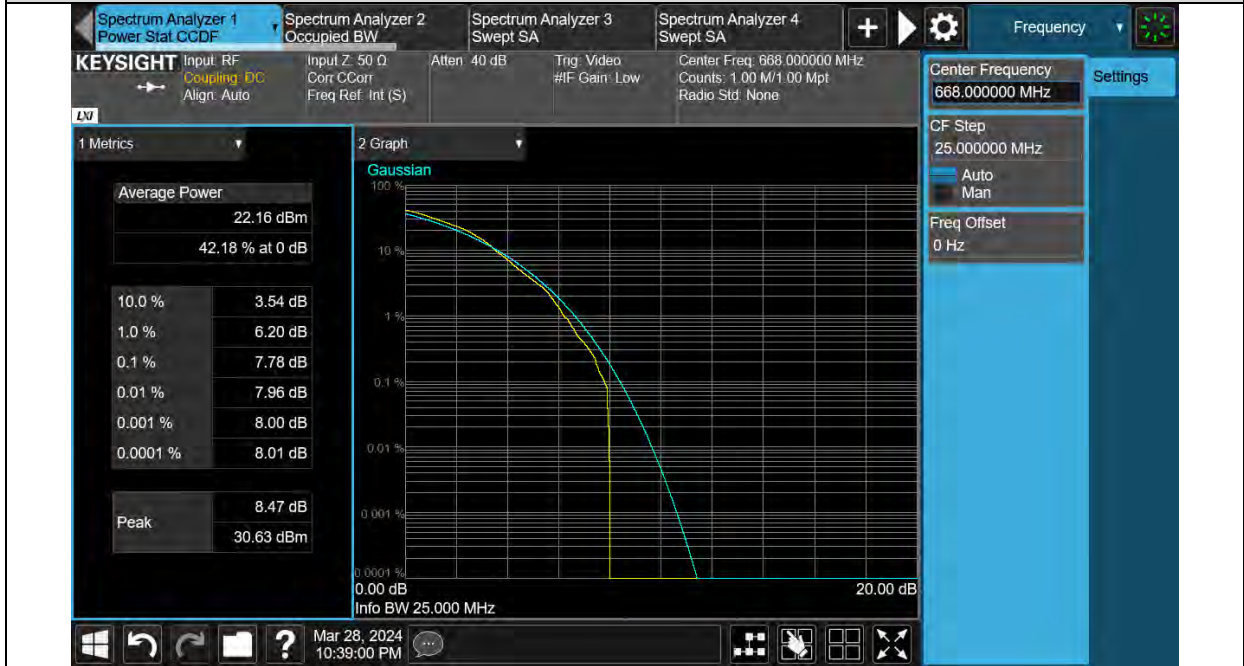 Spectrum Analyzer 1
Power Stat CCDF
Spectrum Analyzer 2
Occupied BW
Spectrum Analyzer 3
Swept SA
Spectrum Analyzer 4
Swept SA
+
Frequency
KEYSIGHT
LXI
Input: RF
Coupling: DC
Align: Auto
Input Z: 50 Ω
Corr CCorr
Freq Ref: Int (S)
Atten: 40 dB
Trig: Video
#IF Gain: Low
Center Freq: 668.000000 MHz
Counts: 1.00 M/1.00 Mpt
Radio Std: None
Center Frequency
668.000000 MHz
Settings
CF Step
25.000000 MHz
Auto
Man
Freq Offset
0 Hz
1 Metrics
Average Power
22.16 dBm
42.18 % at 0 dB
10.0 % 3.54 dB
1.0 % 6.20 dB
0.1 % 7.78 dB
0.01 % 7.96 dB
0.001 % 8.00 dB
0.0001 % 8.01 dB
Peak
8.47 dB
30.63 dBm
2 Graph
Gaussian
100 %
10 %
1 %
0.1 %
0.01 %
0.001 %
0.0001 %
0.00 dB 20.00 dB
Info BW 25.000 MHz
?
Mar 28, 2024
10:39:00 PM